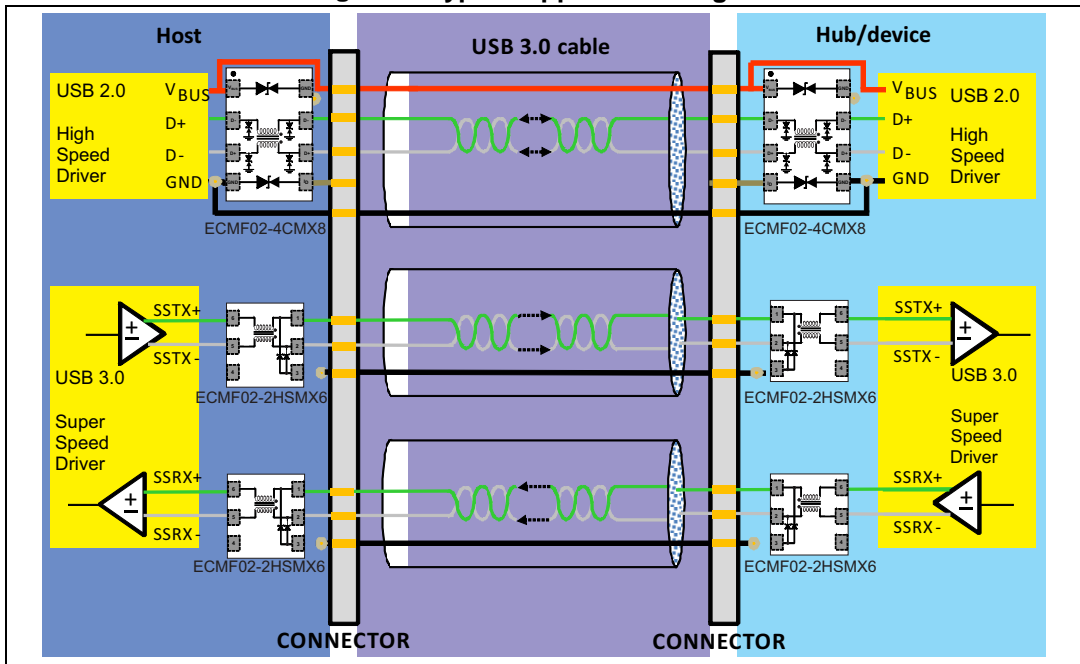 Host
USB 3.0 cable
Hub/device
USB 2.0
High
Speed
Driver
VBUS
D+
D-
GND
ECMF02-4CMX8
VBUS
D+
D-
GND
USB 2.0
High
Speed
Driver
ECMF02-4CMX8
SSTX+
SSTX-
USB 3.0
Super
Speed
Driver
SSRX+
SSRX-
ECMF02-2HSMX6
ECMF02-2HSMX6
SSTX+
SSTX-
USB 3.0
Super
Speed
Driver
SSRX+
SSRX-
ECMF02-2HSMX6
ECMF02-2HSMX6
CONNECTOR
CONNECTOR